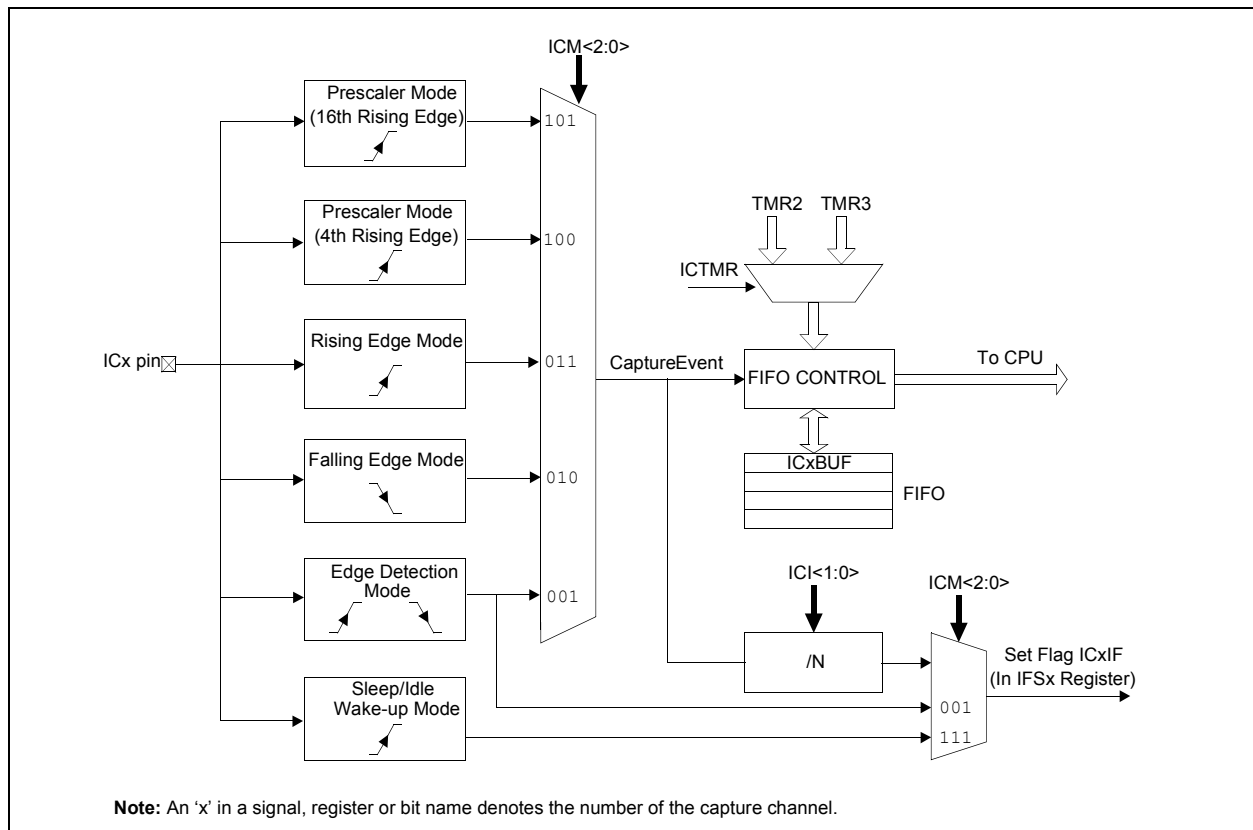 ICM<2:0>
Prescaler Mode
(16th Rising Edge)
101
Prescaler Mode
(4th Rising Edge)
100
TMR2 TMR3
ICTMR
ICx pin
Rising Edge Mode
011
CaptureEvent
FIFO CONTROL
To CPU
Falling Edge Mode
010
ICxBUF
FIFO
Edge Detection
Mode
001
ICI<1:0>
ICM<2:0>
/N
Set Flag ICxIF
(In IFSx Register)
Sleep/Idle
Wake-up Mode
001
111
Note: An ‘x’ in a signal, register or bit name denotes the number of the capture channel.